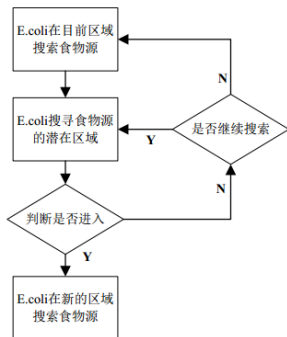 E.coli在目前区域
搜索食物源
N
E.coli搜寻食物源
的潜在区域
Y
是否继续搜索
判断是否进入
N
Y
E.coli在新的区域
搜索食物源